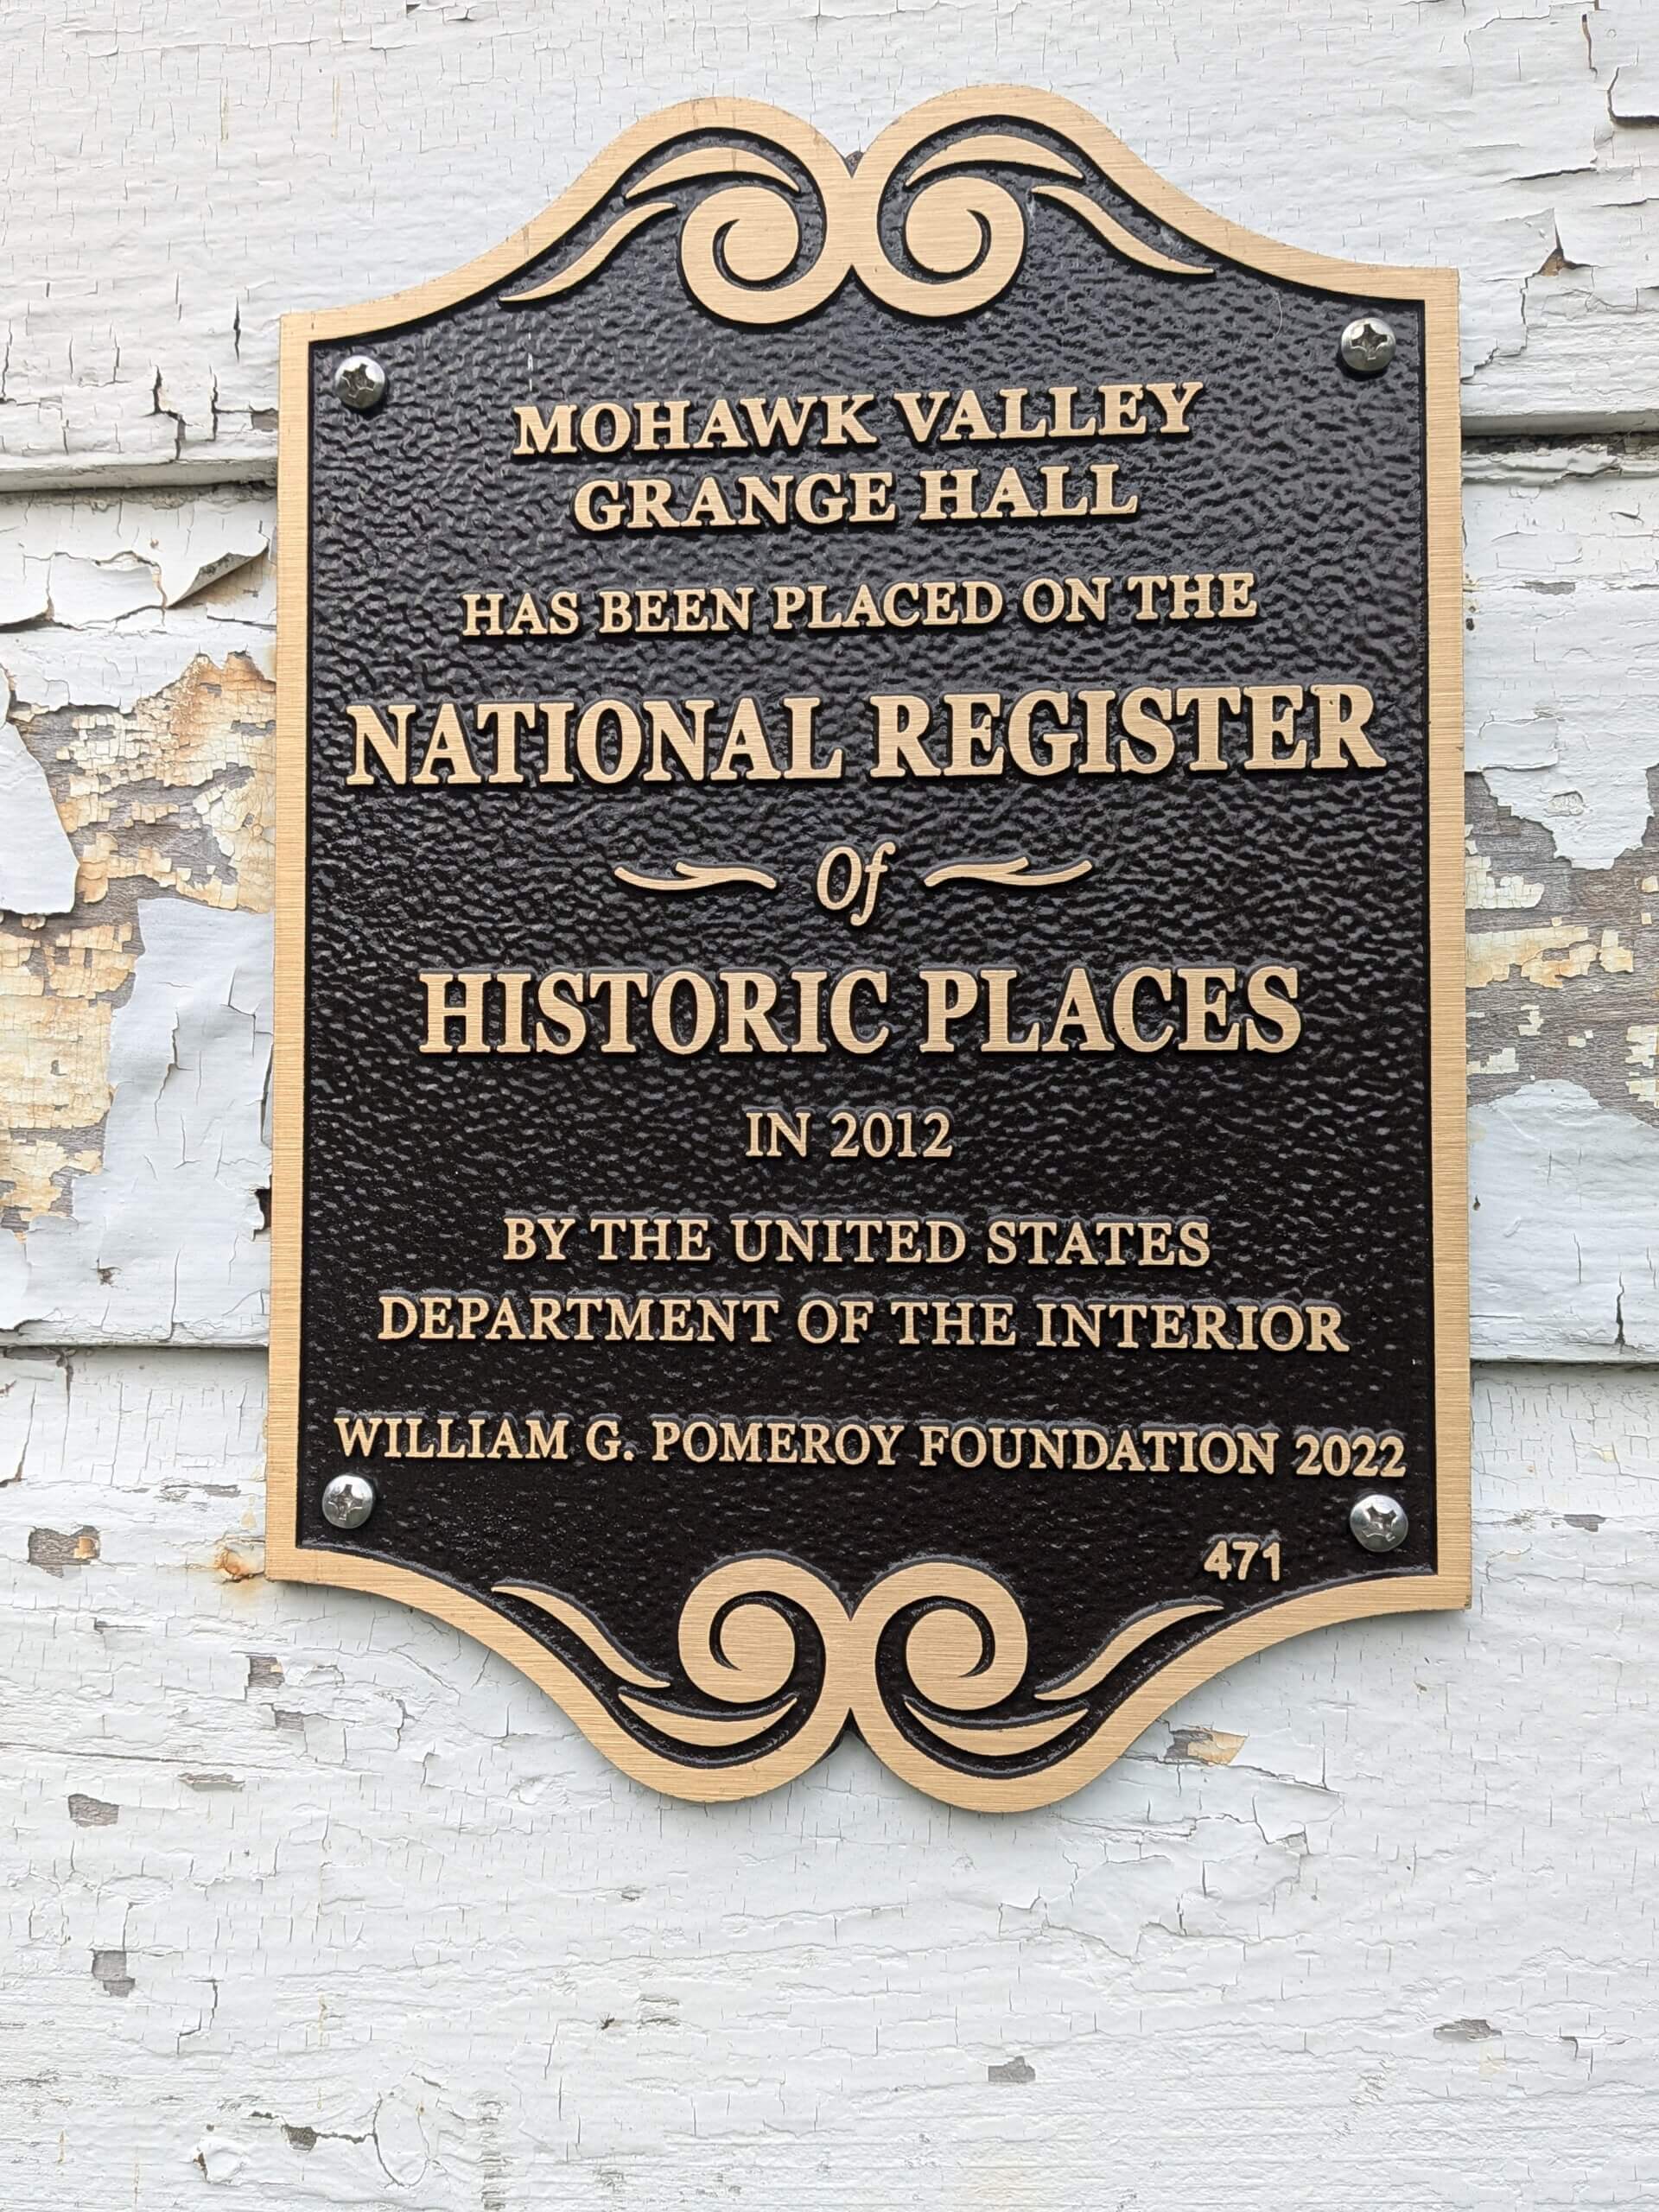 MOHAWK VALLEY
GRANGE HALL
HAS BEEN PLACED ON THE
NATIONAL REGISTER
Of
HISTORIC PLACES
IN 2012
BY THE UNITED STATES
DEPARTMENT OF THE INTERIOR
WILLIAM G. POMEROY FOUNDATION 2022
471